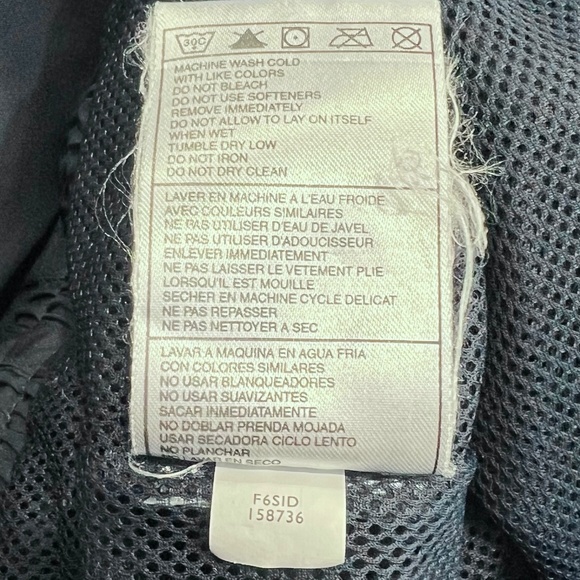 30C
MACHINE WASH COLD
WITH LIKE COLORS
DO NOT BLEACH
DO NOT USE SOFTENERS
REMOVE IMMEDIATELY
DO NOT ALLOW TO LAY ON ITSELF
WHEN WET
TUMBLE DRY LOW
DO NOT IRON
DO NOT DRY CLEAN
LAVER EN MACHINE A L'EAU FROIDE
AVEC COULEURS SIMILAIRES
NE PAS UTILISER D'EAU DE JAVEL
NE PAS UTILISER D'ADOUCISSEUR
ENLEVER IMMEDIATEMENT
NE PAS LAISSER LE VETEMENT PLIE
LORSQU'IL EST MOUILLE
SECHER EN MACHINE CYCLE DELICAT
NE PAS REPASSER
NE PAS NETTOYER A SEC
LAVAR A MAQUINA EN AGUA FRIA
CON COLORES SIMILARES
NO USAR BLANQUEADORES
NO USAR SUAVIZANTES
SACAR INMEDIATAMENTE
NO DOBLAR PRENDA MOJADA
USAR SECADORA CICLO LENTO
NO PLANCHAR
EN SECO
F6SID
158736